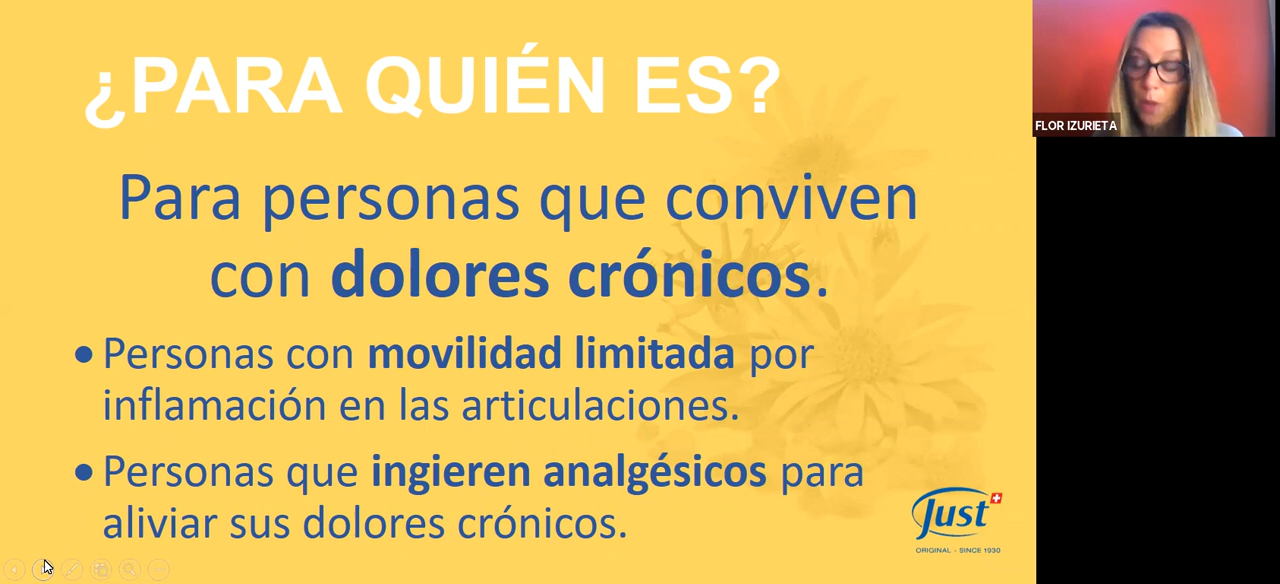 ¿PARA QUIÉN ES?
Para personas que conviven
con dolores crónicos.
• Personas con movilidad limitada por
inflamación en las articulaciones.
• Personas que ingieren analgésicos para
aliviar sus dolores crónicos.
Just
ORIGINAL - SINCE 1930
FLOR IZURIETA